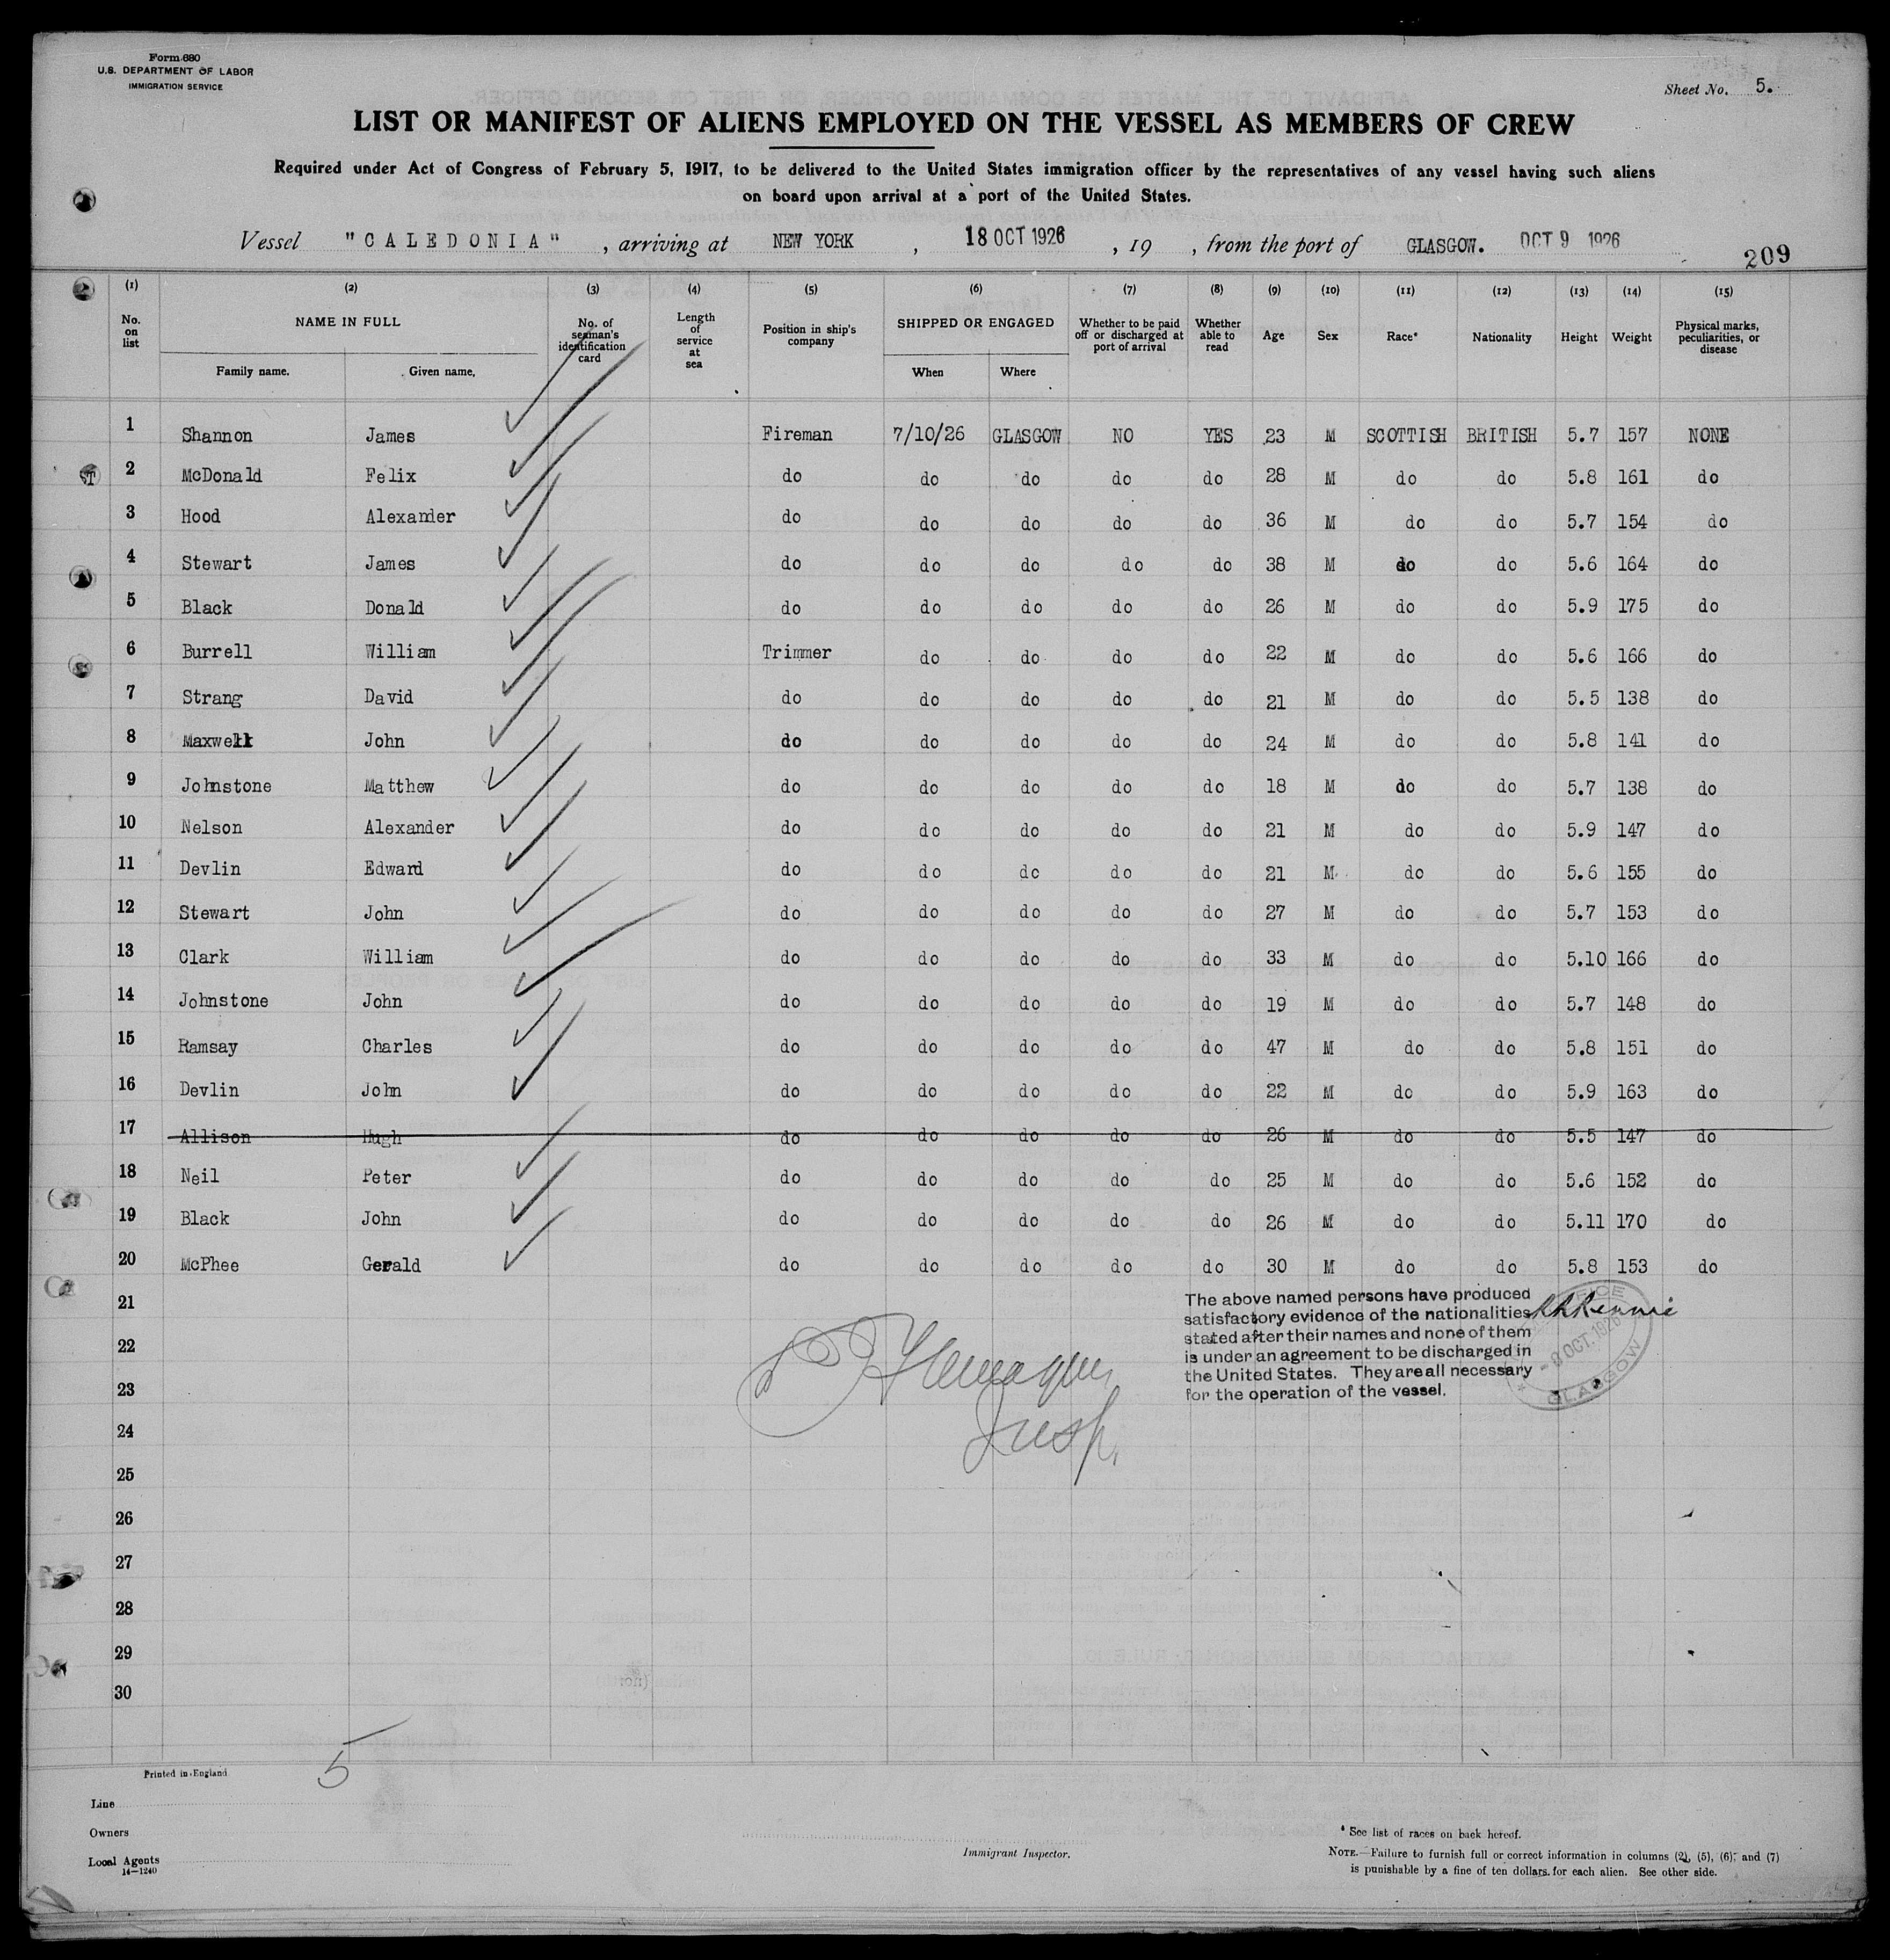 Form 680
U.S. DEPARTMENT OF LABOR
IMMIGRATION SERVICE
Sheet No. 5.
LIST OR MANIFEST OF ALIENS EMPLOYED ON THE VESSEL AS MEMBERS OF CREW
Required under Act of Congress of February 5, 1917, to be delivered to the United States immigration officer by the representatives of any vessel having such aliens
on board upon arrival at a port of the United States.
Vessel "CALEDONIA", arriving at NEW YORK, 18 OCT 1926, 19 , from the port of GLASGOW. OCT 9 1926
209
(1) (2) (3) (4) (5) (6) (7) (8) (9) (10) (11) (12) (13) (14) (15)
No. on list NAME IN FULL Family name. Given name. No. of seaman's identification card Length of service at sea Position in ship's company SHIPPED OR ENGAGED When Where Whether to be paid off or discharged at port of arrival Whether able to read Age Sex Race* Nationality Height Weight Physical marks, peculiarities, or disease
1 Shannon James Fireman 7/10/26 GLASGOW NO YES 23 M SCOTTISH BRITISH 5.7 157 NONE
2 McDonald Felix do do do do do 28 M do do 5.8 161 do
3 Hood Alexander do do do do do 36 M do do 5.7 154 do
4 Stewart James do do do do do 38 M do do 5.6 164 do
5 Black Donald do do do do do 26 M do do 5.9 175 do
6 Burrell William Trimmer do do do do 22 M do do 5.6 166 do
7 Strang David do do do do do 21 M do do 5.5 138 do
8 Maxwell John do do do do do 24 M do do 5.8 141 do
9 Johnstone Matthew do do do do do 18 M do do 5.7 138 do
10 Nelson Alexander do do do do do 21 M do do 5.9 147 do
11 Devlin Edward do do do do do 21 M do do 5.6 155 do
12 Stewart John do do do do do 27 M do do 5.7 153 do
13 Clark William do do do do do 33 M do do 5.10 166 do
14 Johnstone John do do do do do 19 M do do 5.7 148 do
15 Ramsay Charles do do do do do 47 M do do 5.8 151 do
16 Devlin John do do do do do 22 M do do 5.9 163 do
17 Allison Hugh do do do do do 26 M do do 5.5 147 do
18 Neil Peter do do do do do 25 M do do 5.6 152 do
19 Black John do do do do do 26 M do do 5.11 170 do
20 McPhee Gerald do do do do do 30 M do do 5.8 153 do
21
22
23
24
25
26
27
28
29
30
The above named persons have produced
satisfactory evidence of the nationalities
stated after their names and none of them
is under an agreement to be discharged in
the United States. They are all necessary
for the operation of the vessel.
8 OCT. 1926
GLASGOW
Insp.
5
Printed in England
Line
Owners
Local Agents
14—1240
Immigrant Inspector.
* See list of races on back hereof.
NOTE.—Failure to furnish full or correct information in columns (2), (5), (6), and (7)
is punishable by a fine of ten dollars for each alien. See other side.